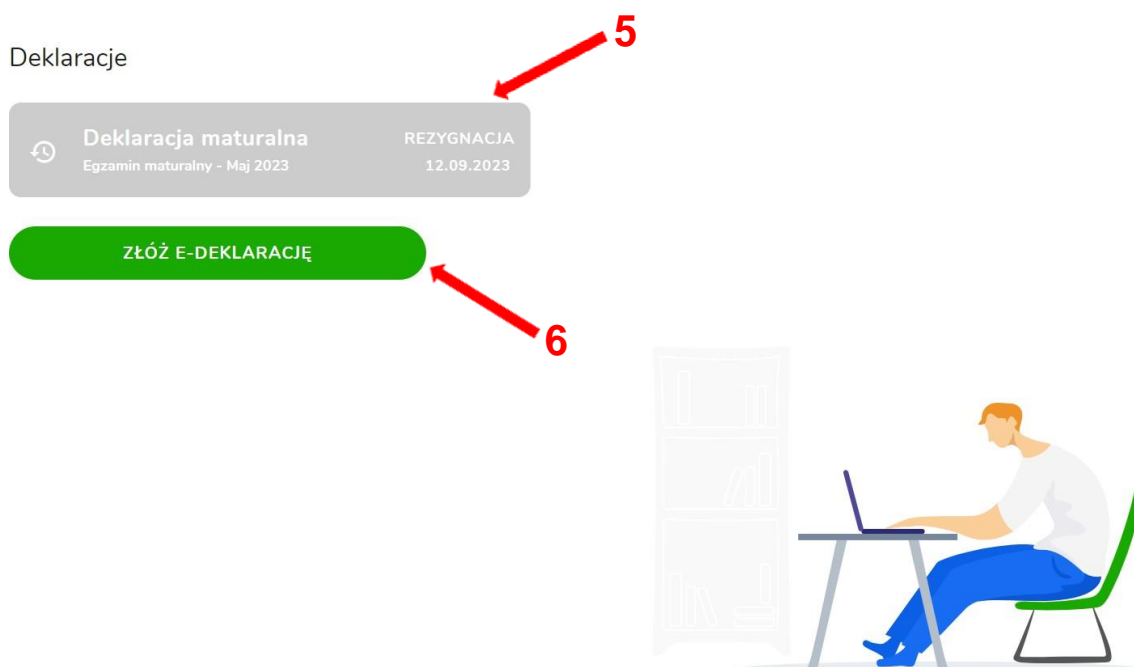 5
Deklaracje
Deklaracja maturalna
REZYGNACJA
Egzamin maturalny - Maj 2023
12.09.2023
ZŁÓŻ E-DEKLARACJĘ
6